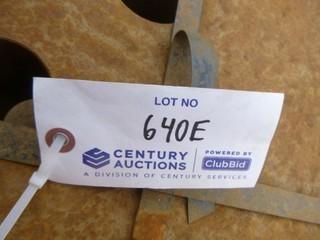 LOT NO
640E
CENTURY AUCTIONS
POWERED BY
ClubBid
A DIVISION OF CENTURY SERVICES